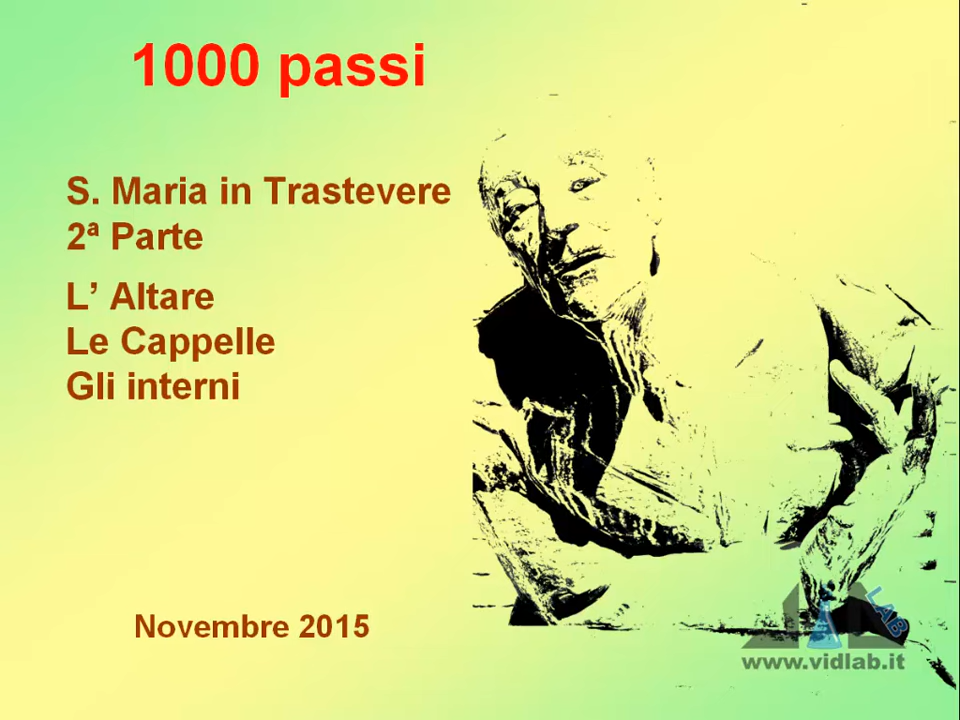 1000 passi
S. Maria in Trastevere
2ª Parte
L’ Altare
Le Cappelle
Gli interni
Novembre 2015
LAB
www.vidlab.it